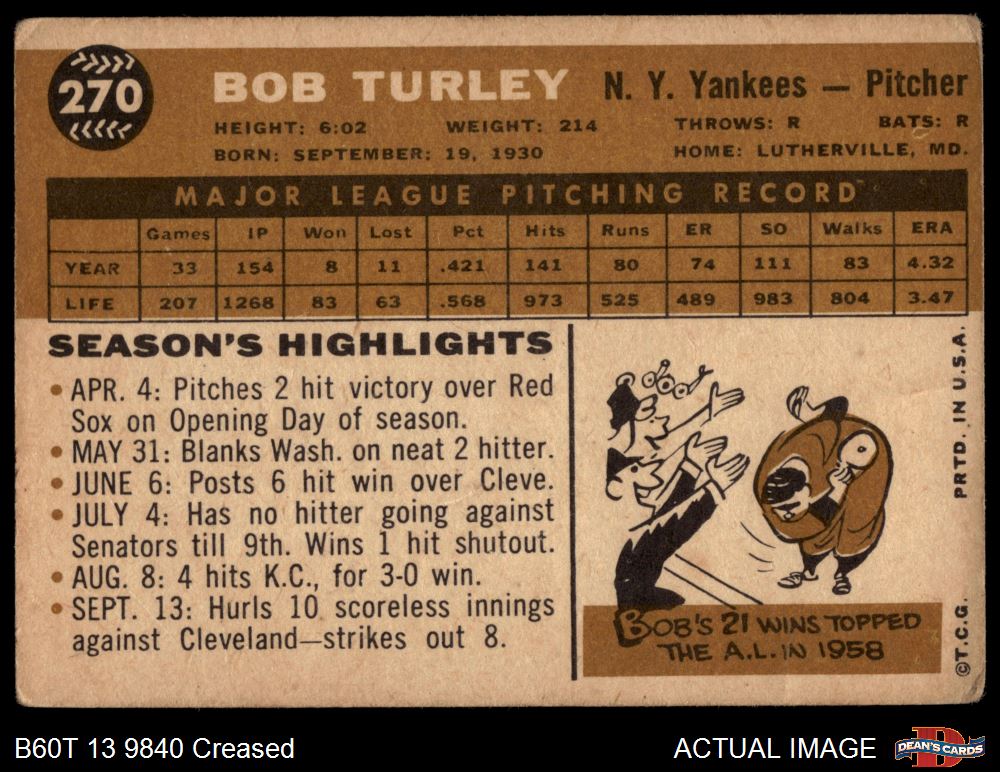 270
BOB TURLEY N. Y. Yankees — Pitcher
HEIGHT: 6:02 WEIGHT: 214 THROWS: R BATS: R
BORN: SEPTEMBER: 19, 1930 HOME: LUTHERVILLE, MD.
MAJOR LEAGUE PITCHING RECORD
Games IP Won Lost Pct Hits Runs ER SO Walks ERA
YEAR 33 154 8 11 .421 141 80 74 111 83 4.32
LIFE 207 1268 83 63 .568 973 525 489 983 804 3.47
SEASON'S HIGHLIGHTS
• APR. 4: Pitches 2 hit victory over Red
Sox on Opening Day of season.
• MAY 31: Blanks Wash. on neat 2 hitter.
• JUNE 6: Posts 6 hit win over Cleve.
• JULY 4: Has no hitter going against
Senators till 9th. Wins 1 hit shutout.
• AUG. 8: 4 hits K.C., for 3-0 win.
• SEPT. 13: Hurls 10 scoreless innings
against Cleveland—strikes out 8.
BOB'S 21 WINS TOPPED
THE A.L. IN 1958
©T.C.G. PRTD. IN U.S.A.
B60T 13 9840 Creased
ACTUAL IMAGE
D
DEAN'S CARDS